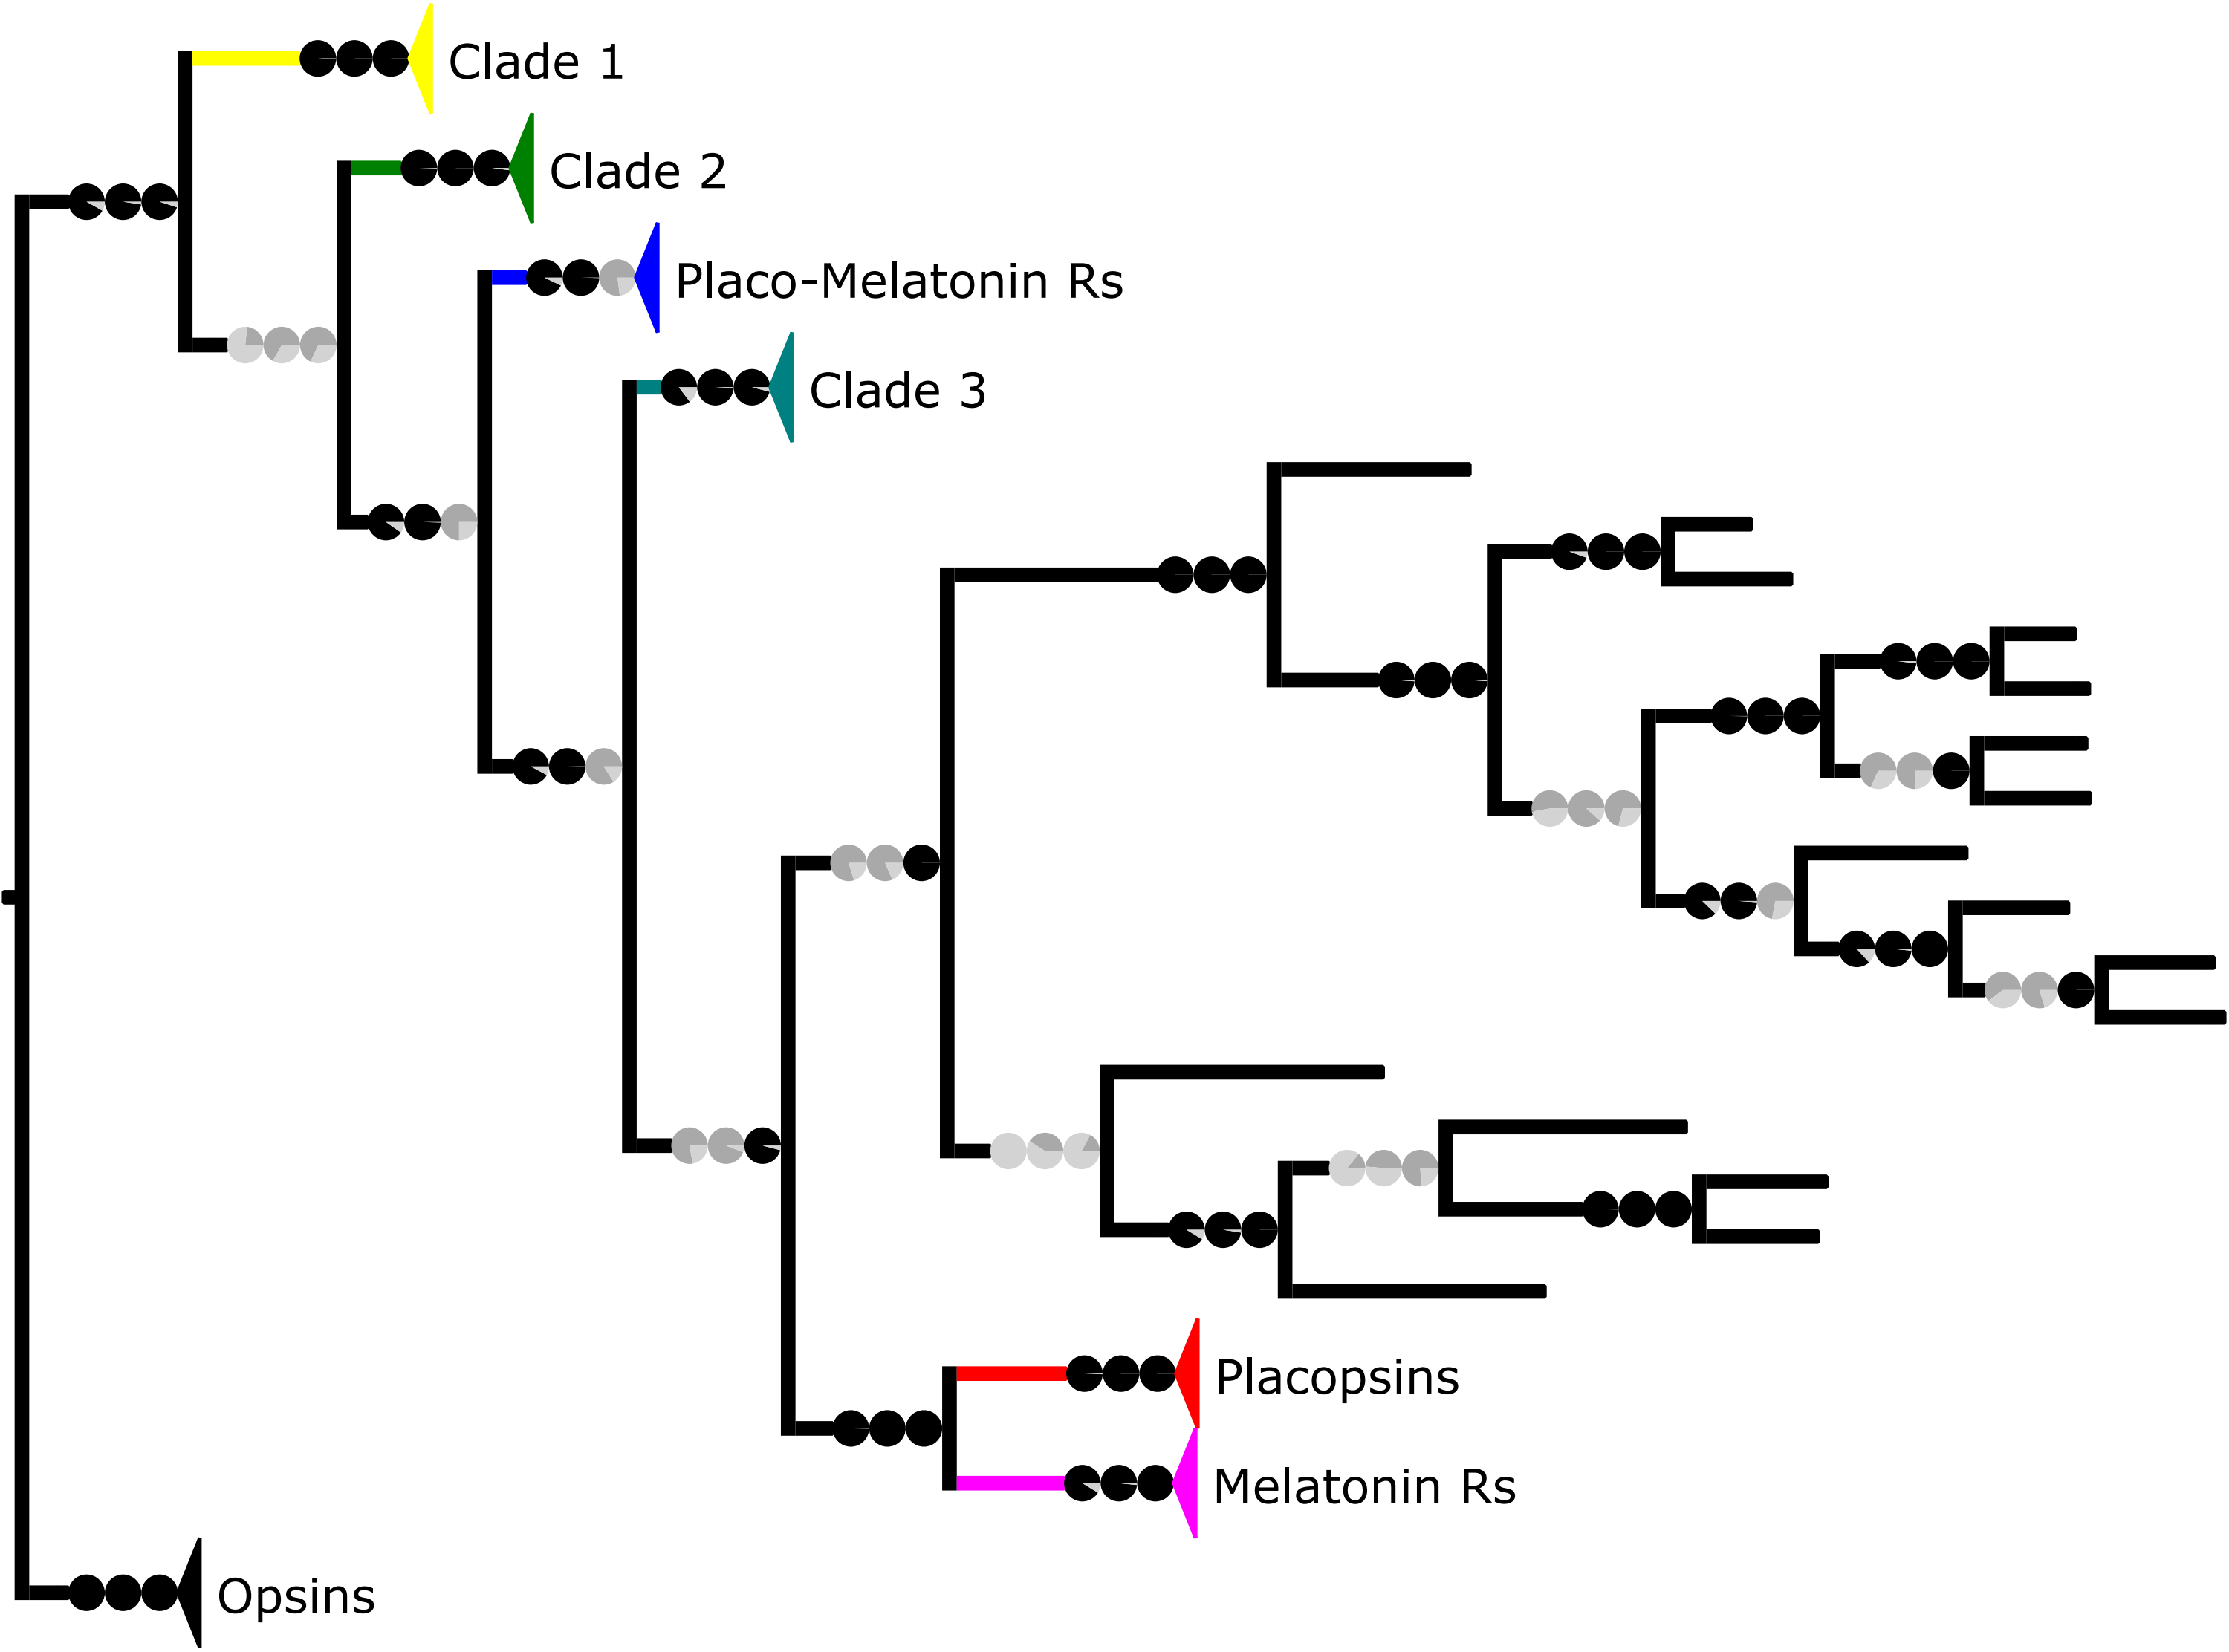 Clade 1
Clade 2
Placo-Melatonin Rs
Clade 3
Placopsins
Melatonin Rs
Opsins